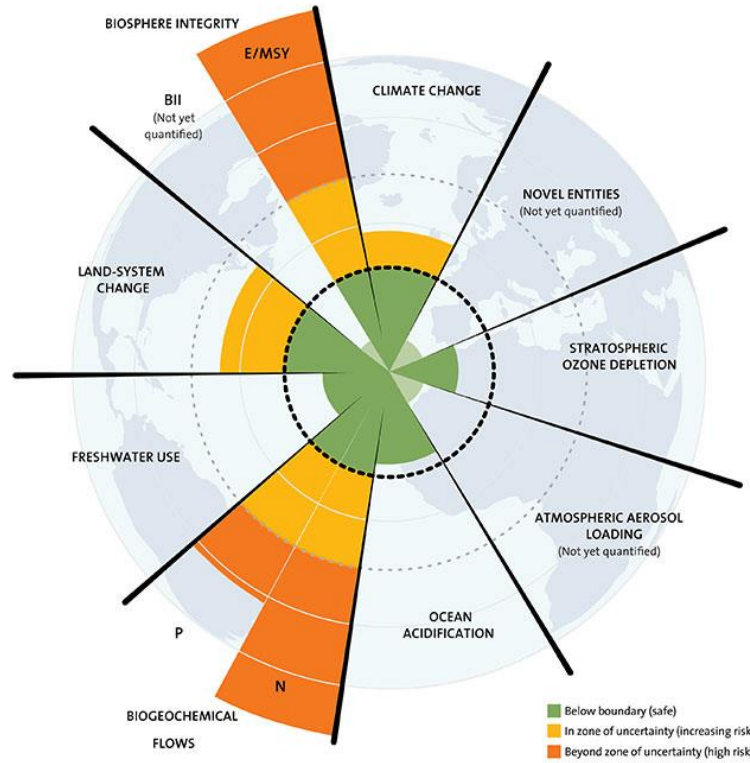 BIOSPHERE INTEGRITY
E/MSY
CLIMATE CHANGE
BII
(Not yet
quantified)
NOVEL ENTITIES
(Not yet quantified)
LAND-SYSTEM
CHANGE
STRATOSPHERIC
OZONE DEPLETION
FRESHWATER USE
ATMOSPHERIC AEROSOL
LOADING
(Not yet quantified)
OCEAN
ACIDIFICATION
P
N
BIOGEOCHEMICAL
FLOWS
Below boundary (safe)
In zone of uncertainty (increasing risk
Beyond zone of uncertainty (high risk